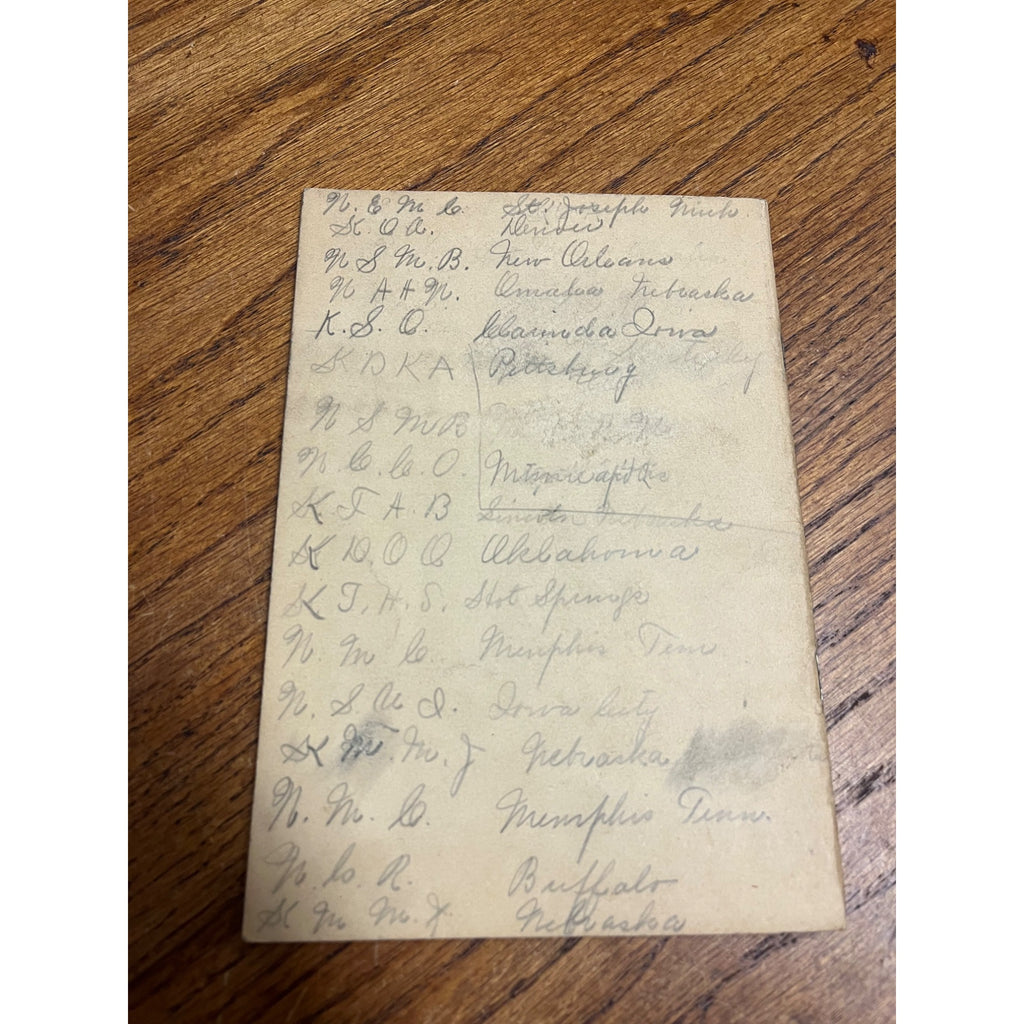 W. E M C. St. Joseph Mich.
K. O A. Denver
W S M. B. New Orleans
W A A W. Omaha Nebraska
K. S. O. Clarinda Iowa
K D K A Pittsburg
W S M B
W. C. C. O. Minneapolis
K. F A. B Lincoln Nebraska
K Oklahoma
K T. H. S. Hot Springs
W. M C. Memphis Tenn
W. S. U I. Iowa City
K M. M. J Nebraska
W. M. C. Memphis Tenn.
W. G. R. Buffalo
K M M. J Nebraska